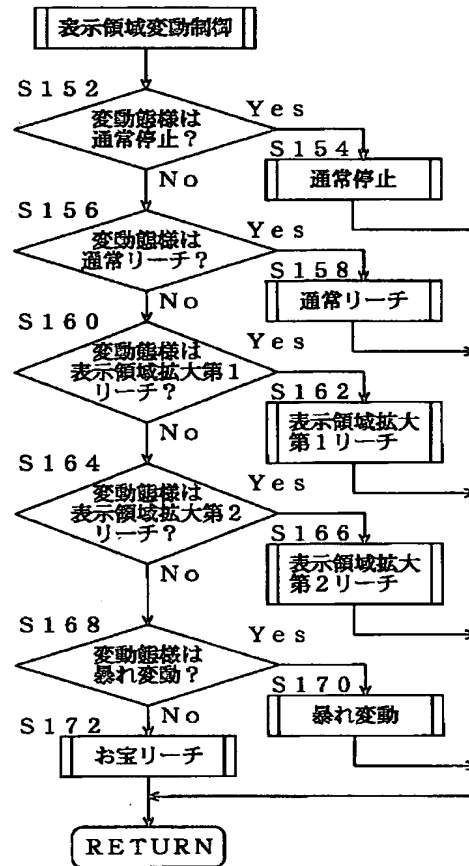 表示領域変動制御
S152
変動態様は
通常停止?
Yes
No
S154
通常停止
S156
変動態様は
通常リーチ?
Yes
No
S158
通常リーチ
S160
変動態様は
表示領域拡大第1
リーチ?
Yes
No
S162
表示領域拡大
第1リーチ
S164
変動態様は
表示領域拡大第2
リーチ?
Yes
No
S166
表示領域拡大
第2リーチ
S168
変動態様は
暴れ変動?
Yes
No
S170
暴れ変動
S172
お宝リーチ
RETURN